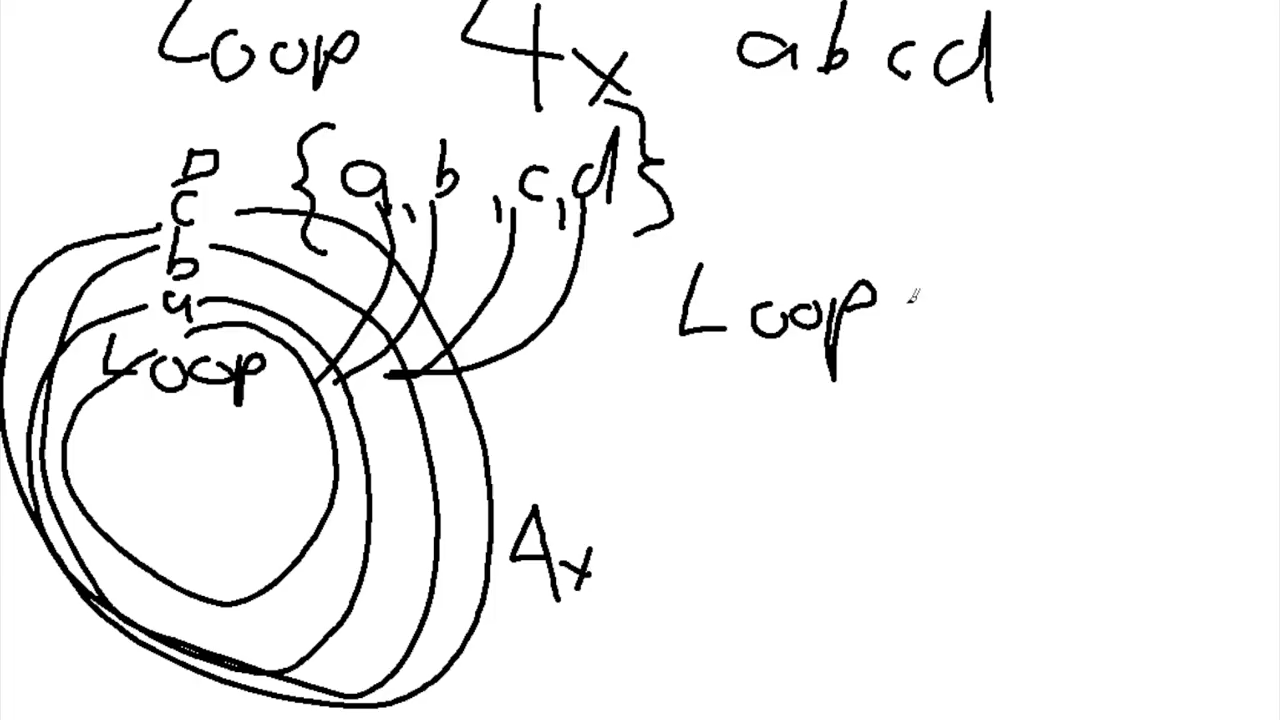 Loop 4x abcd
{a, b, c, d}
D
c
b
a
Loop
Loop
4x